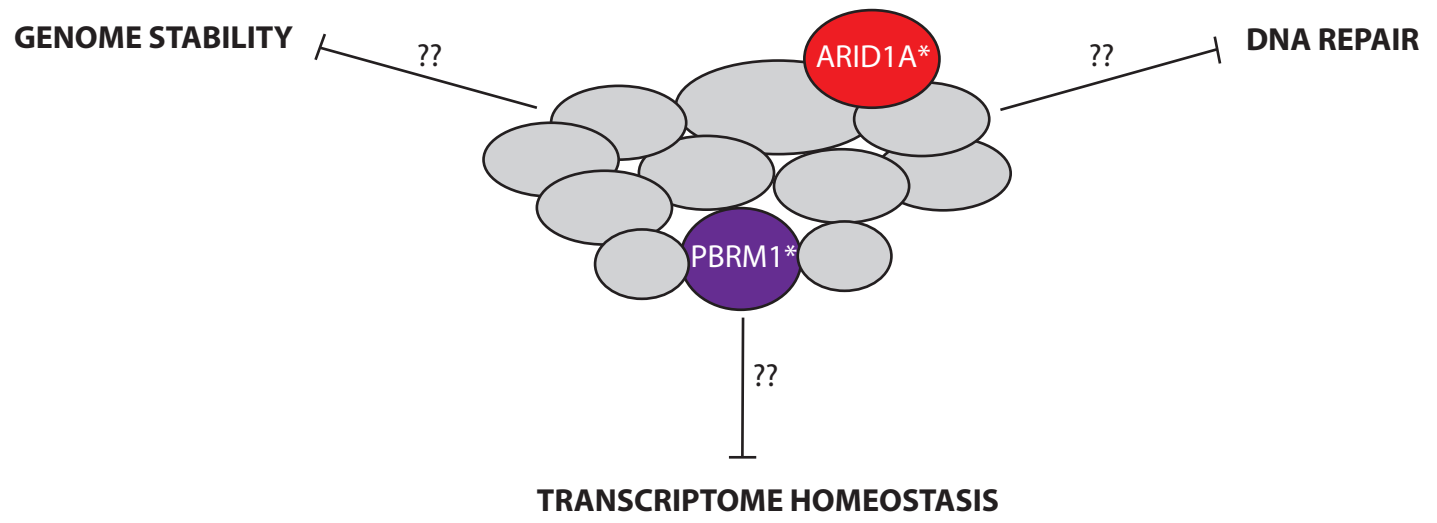 GENOME STABILITY
??
ARID1A*
??
DNA REPAIR
PBRM1*
??
TRANSCRIPTOME HOMEOSTASIS